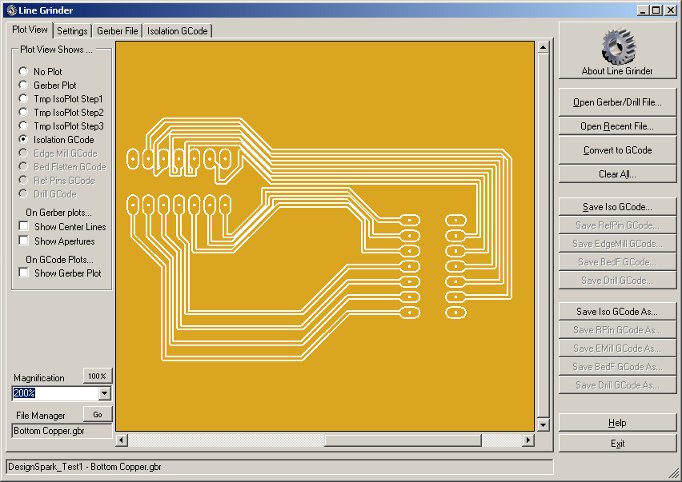 Line Grinder
Plot View
Settings
Gerber File
Isolation GCode
Plot View Shows ...
No Plot
Gerber Plot
Tmp IsoPlot Step1
Tmp IsoPlot Step2
Tmp IsoPlot Step3
Isolation GCode
Edge Mill GCode
Bed Flatten GCode
Ref Pins GCode
Drill GCode
On Gerber plots...
Show Center Lines
Show Apertures
On GCode Plots...
Show Gerber Plot
Magnification
100%
200%
File Manager
Go
Bottom Copper.gbr
About Line Grinder
Open Gerber/Drill File...
Open Recent File...
Convert to GCode
Clear All...
Save Iso GCode...
Save RefPin GCode...
Save EdgeMill GCode...
Save BedF GCode...
Save Drill GCode...
Save Iso GCode As...
Save RPin GCode As...
Save EMill GCode As...
Save BedF GCode As...
Save Drill GCode As...
Help
Exit
DesignSpark_Test1 - Bottom Copper.gbr